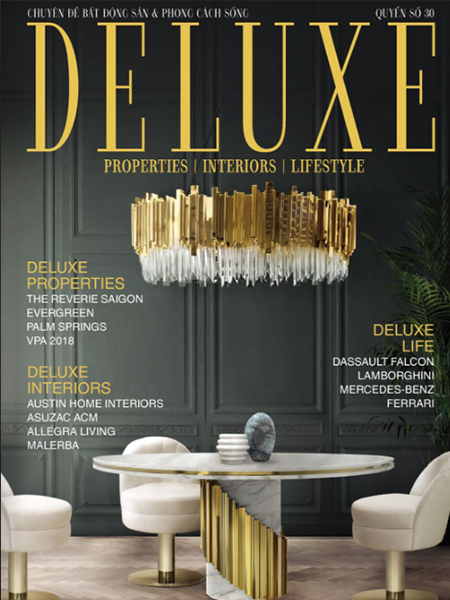 CHUYÊN ĐỀ BẤT ĐỘNG SẢN & PHONG CÁCH SỐNG
QUYỂN SỐ 30
DELUXE
PROPERTIES | INTERIORS | LIFESTYLE
DELUXE
PROPERTIES
THE REVERIE SAIGON
EVERGREEN
PALM SPRINGS
VPA 2018
DELUXE
INTERIORS
AUSTIN HOME INTERIORS
ASUZAC ACM
ALLEGRA LIVING
MALERBA
DELUXE
LIFE
DASSAULT FALCON
LAMBORGHINI
MERCEDES-BENZ
FERRARI